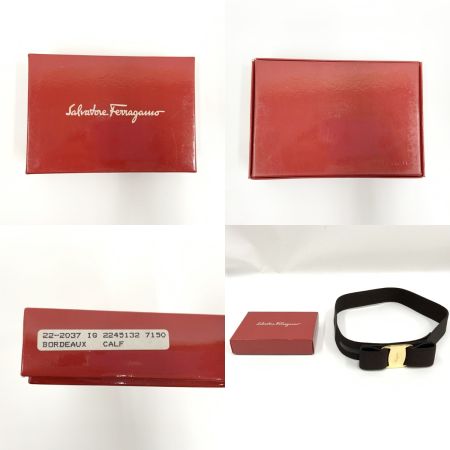 Salvatore Ferragamo
22-2037 IG 2245132 7150
BORDEAUX CALF
Salvatore Ferragamo